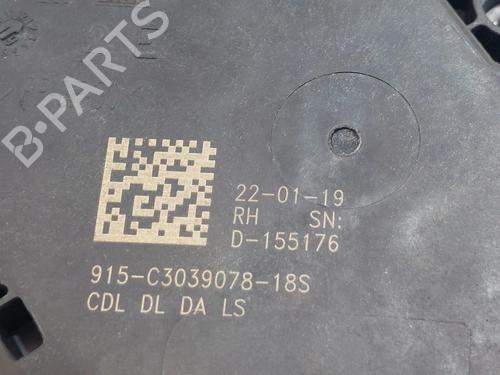 B-PARTS
22-01-19
RH SN:
D-155176
915-C3039078-18S
CDL DL DA LS